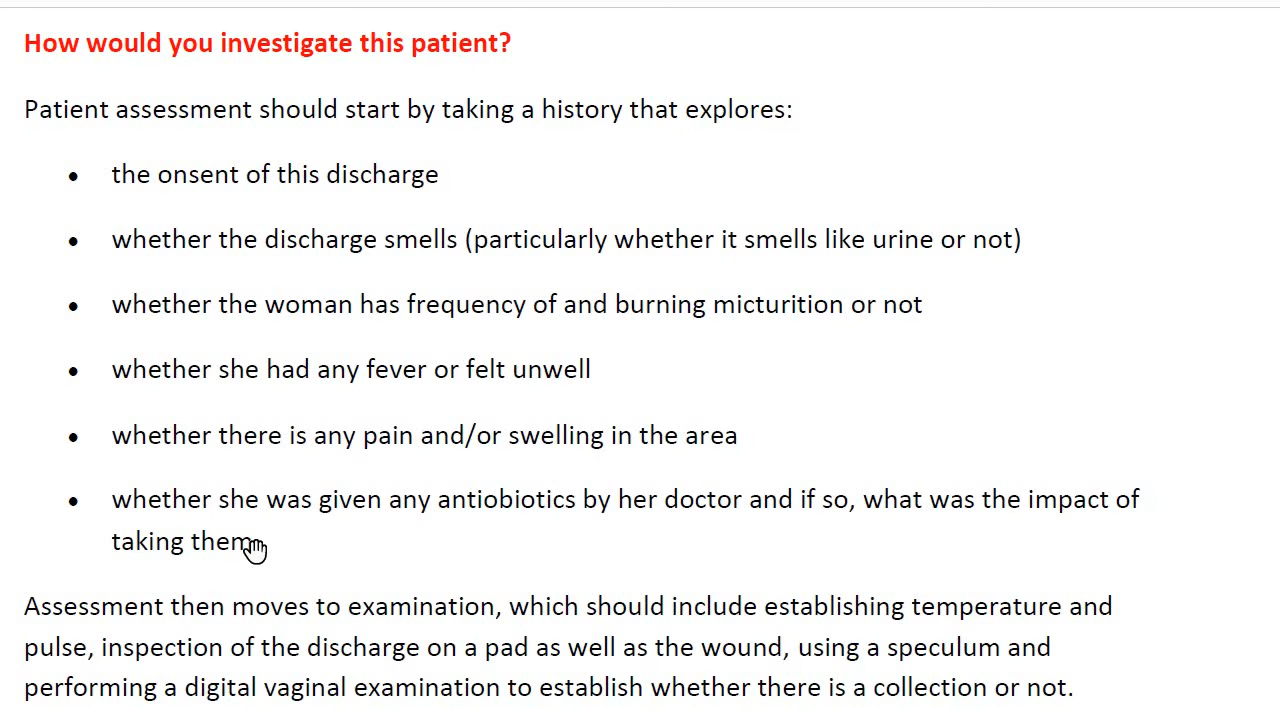 How would you investigate this patient?
Patient assessment should start by taking a history that explores:
• the onsent of this discharge
• whether the discharge smells (particularly whether it smells like urine or not)
• whether the woman has frequency of and burning micturition or not
• whether she had any fever or felt unwell
• whether there is any pain and/or swelling in the area
• whether she was given any antiobiotics by her doctor and if so, what was the impact of
taking them
Assessment then moves to examination, which should include establishing temperature and
pulse, inspection of the discharge on a pad as well as the wound, using a speculum and
performing a digital vaginal examination to establish whether there is a collection or not.